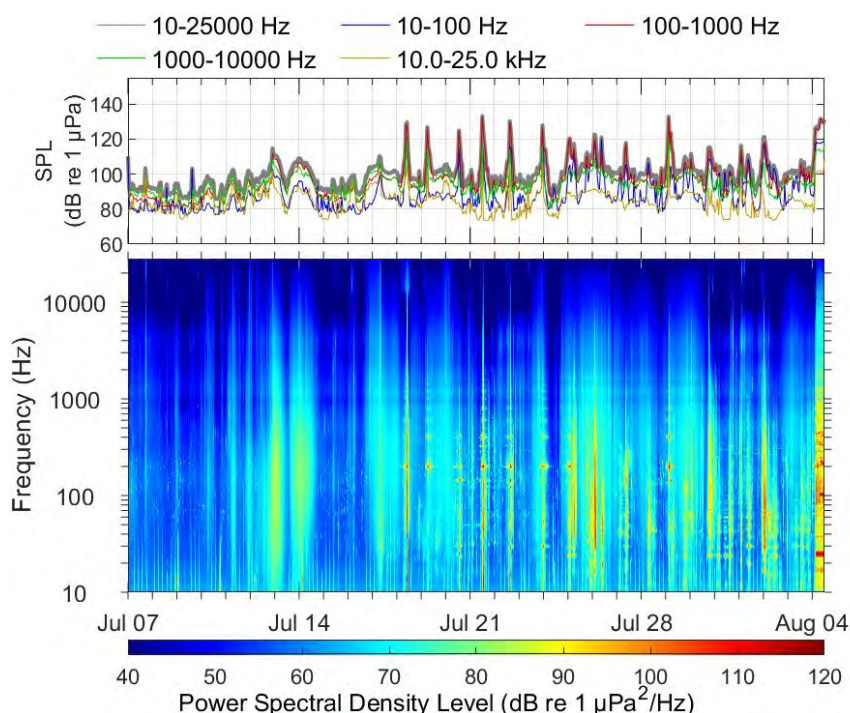 10-25000 Hz 10-100 Hz 100-1000 Hz
1000-10000 Hz 10.0-25.0 kHz
SPL
(dB re 1 µPa)
140
120
100
80
60
Frequency (Hz)
10000
1000
100
10
Jul 07 Jul 14 Jul 21 Jul 28 Aug 04
40 50 60 70 80 90 100 110 120
Power Spectral Density Level (dB re 1 µPa²/Hz)